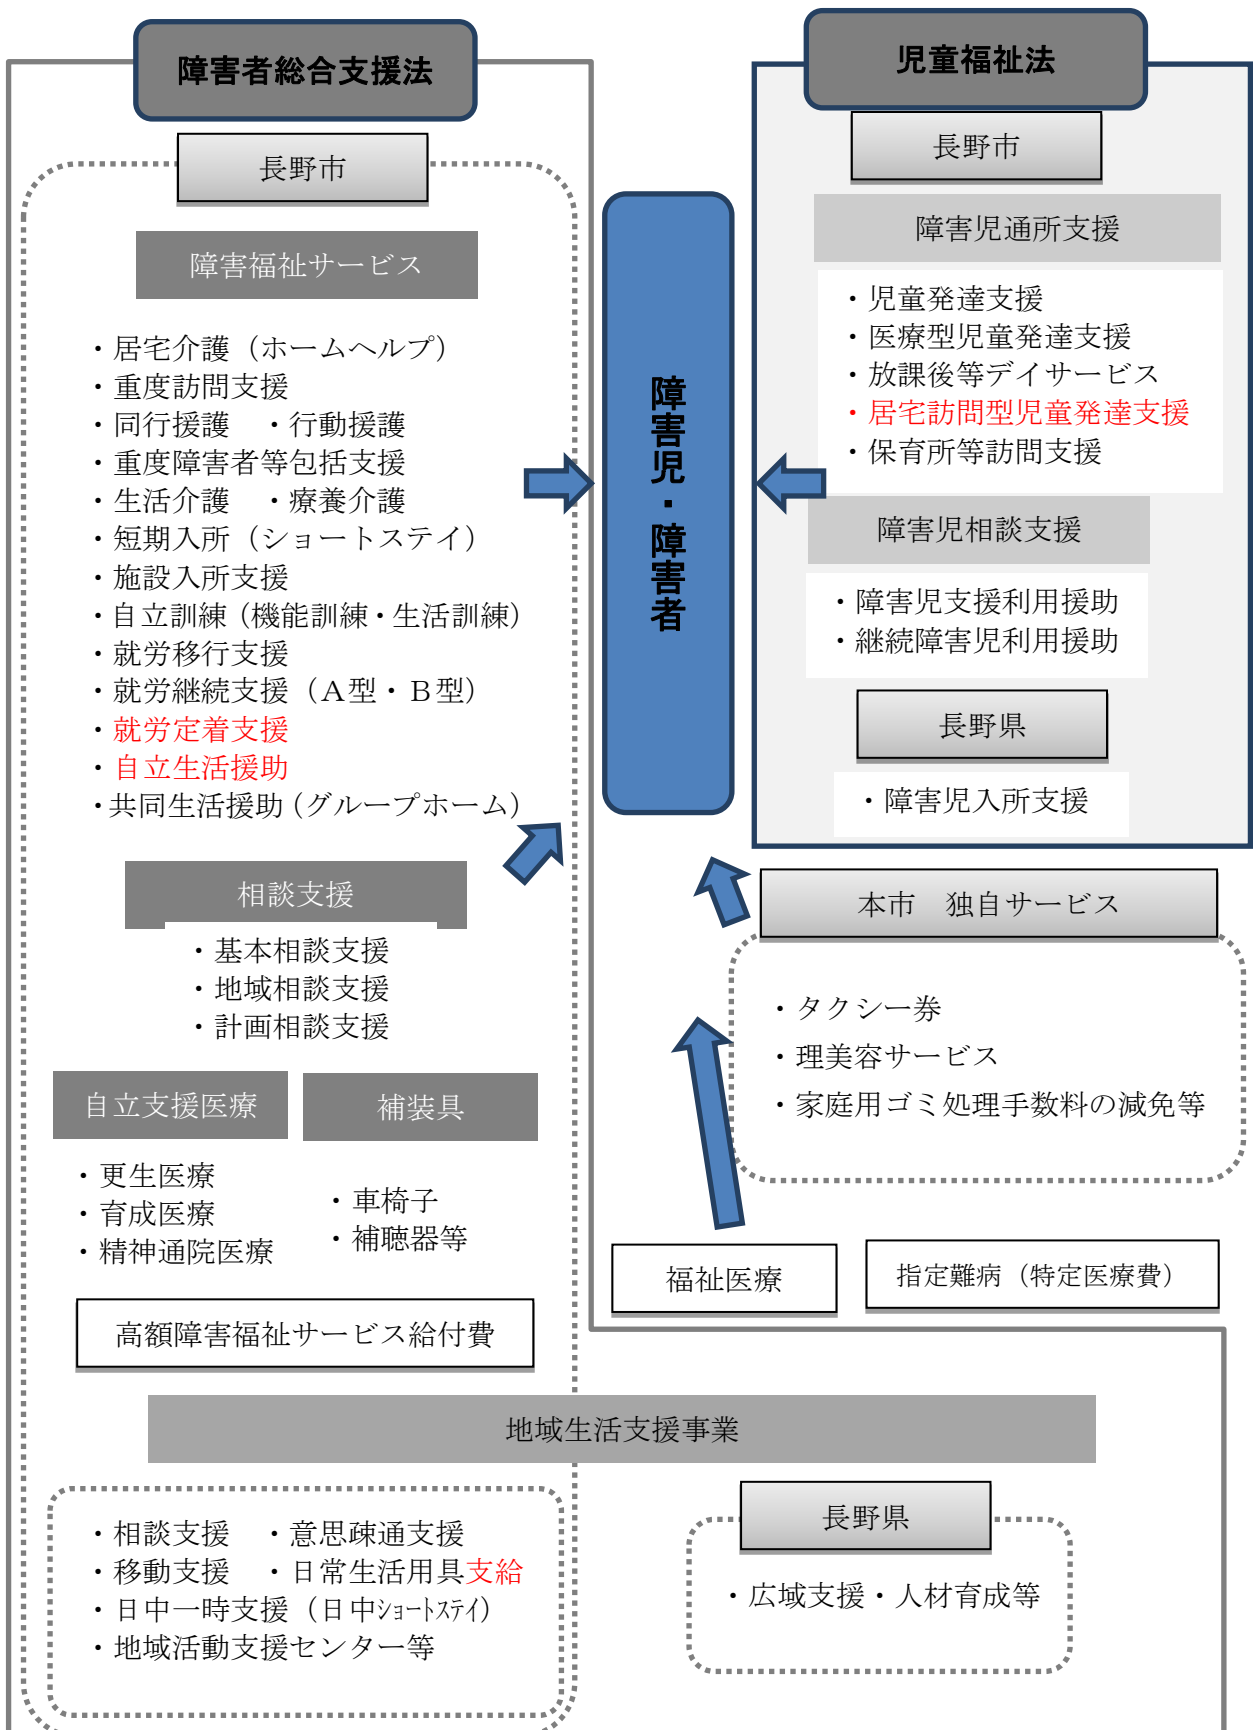 障害者総合支援法
長野市
障害福祉サービス
・居宅介護（ホームヘルプ）
・重度訪問支援
・同行援護　・行動援護
・重度障害者等包括支援
・生活介護　・療養介護
・短期入所（ショートステイ）
・施設入所支援
・自立訓練（機能訓練・生活訓練）
・就労移行支援
・就労継続支援（Ａ型・Ｂ型）
・就労定着支援
・自立生活援助
・共同生活援助（グループホーム）
相談支援
・基本相談支援
・地域相談支援
・計画相談支援
自立支援医療
・更生医療
・育成医療
・精神通院医療
補装具
・車椅子
・補聴器等
高額障害福祉サービス給付費
障害児・障害者
児童福祉法
長野市
障害児通所支援
・児童発達支援
・医療型児童発達支援
・放課後等デイサービス
・居宅訪問型児童発達支援
・保育所等訪問支援
障害児相談支援
・障害児支援利用援助
・継続障害児利用援助
長野県
・障害児入所支援
本市　独自サービス
・タクシー券
・理美容サービス
・家庭用ゴミ処理手数料の減免等
福祉医療
指定難病（特定医療費）
地域生活支援事業
・相談支援　・意思疎通支援
・移動支援　・日常生活用具支給
・日中一時支援（日中ｼｮｰﾄｽﾃｲ）
・地域活動支援センター等
長野県
・広域支援・人材育成等